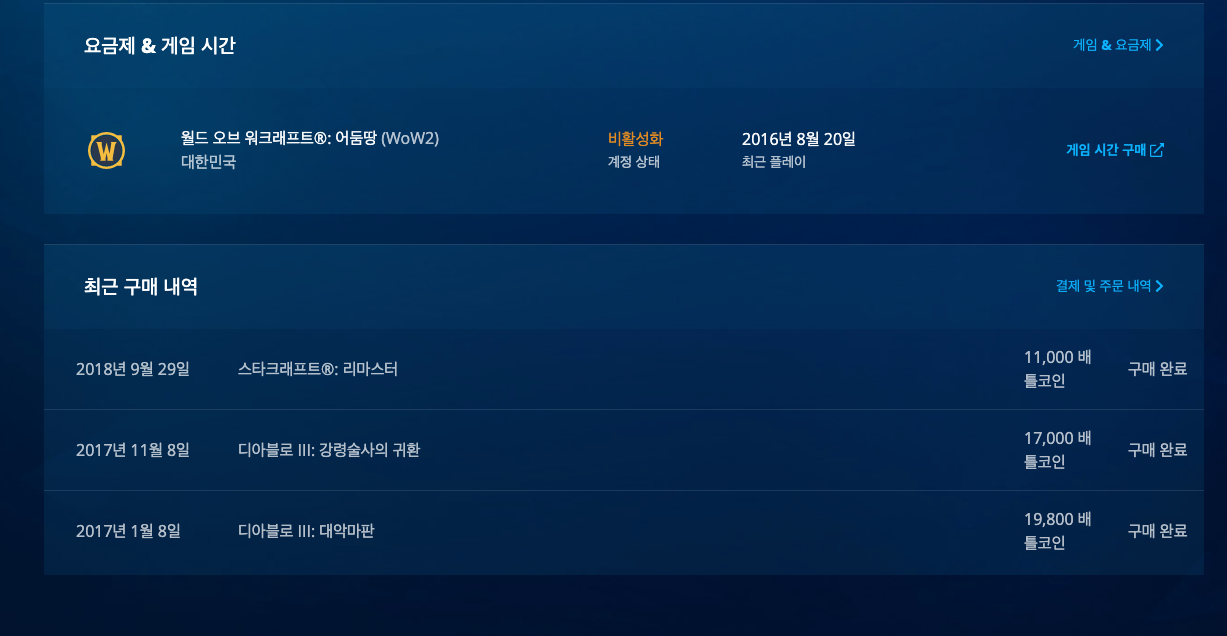 요금제 & 게임 시간
게임 & 요금제
W
월드 오브 워크래프트®: 어둠땅 (WoW2)
대한민국
비활성화
계정 상태
2016년 8월 20일
최근 플레이
게임 시간 구매
최근 구매 내역
결제 및 주문 내역
2018년 9월 29일
스타크래프트®: 리마스터
11,000 배
틀코인
구매 완료
2017년 11월 8일
디아블로 III: 강령술사의 귀환
17,000 배
틀코인
구매 완료
2017년 1월 8일
디아블로 III: 대악마판
19,800 배
틀코인
구매 완료